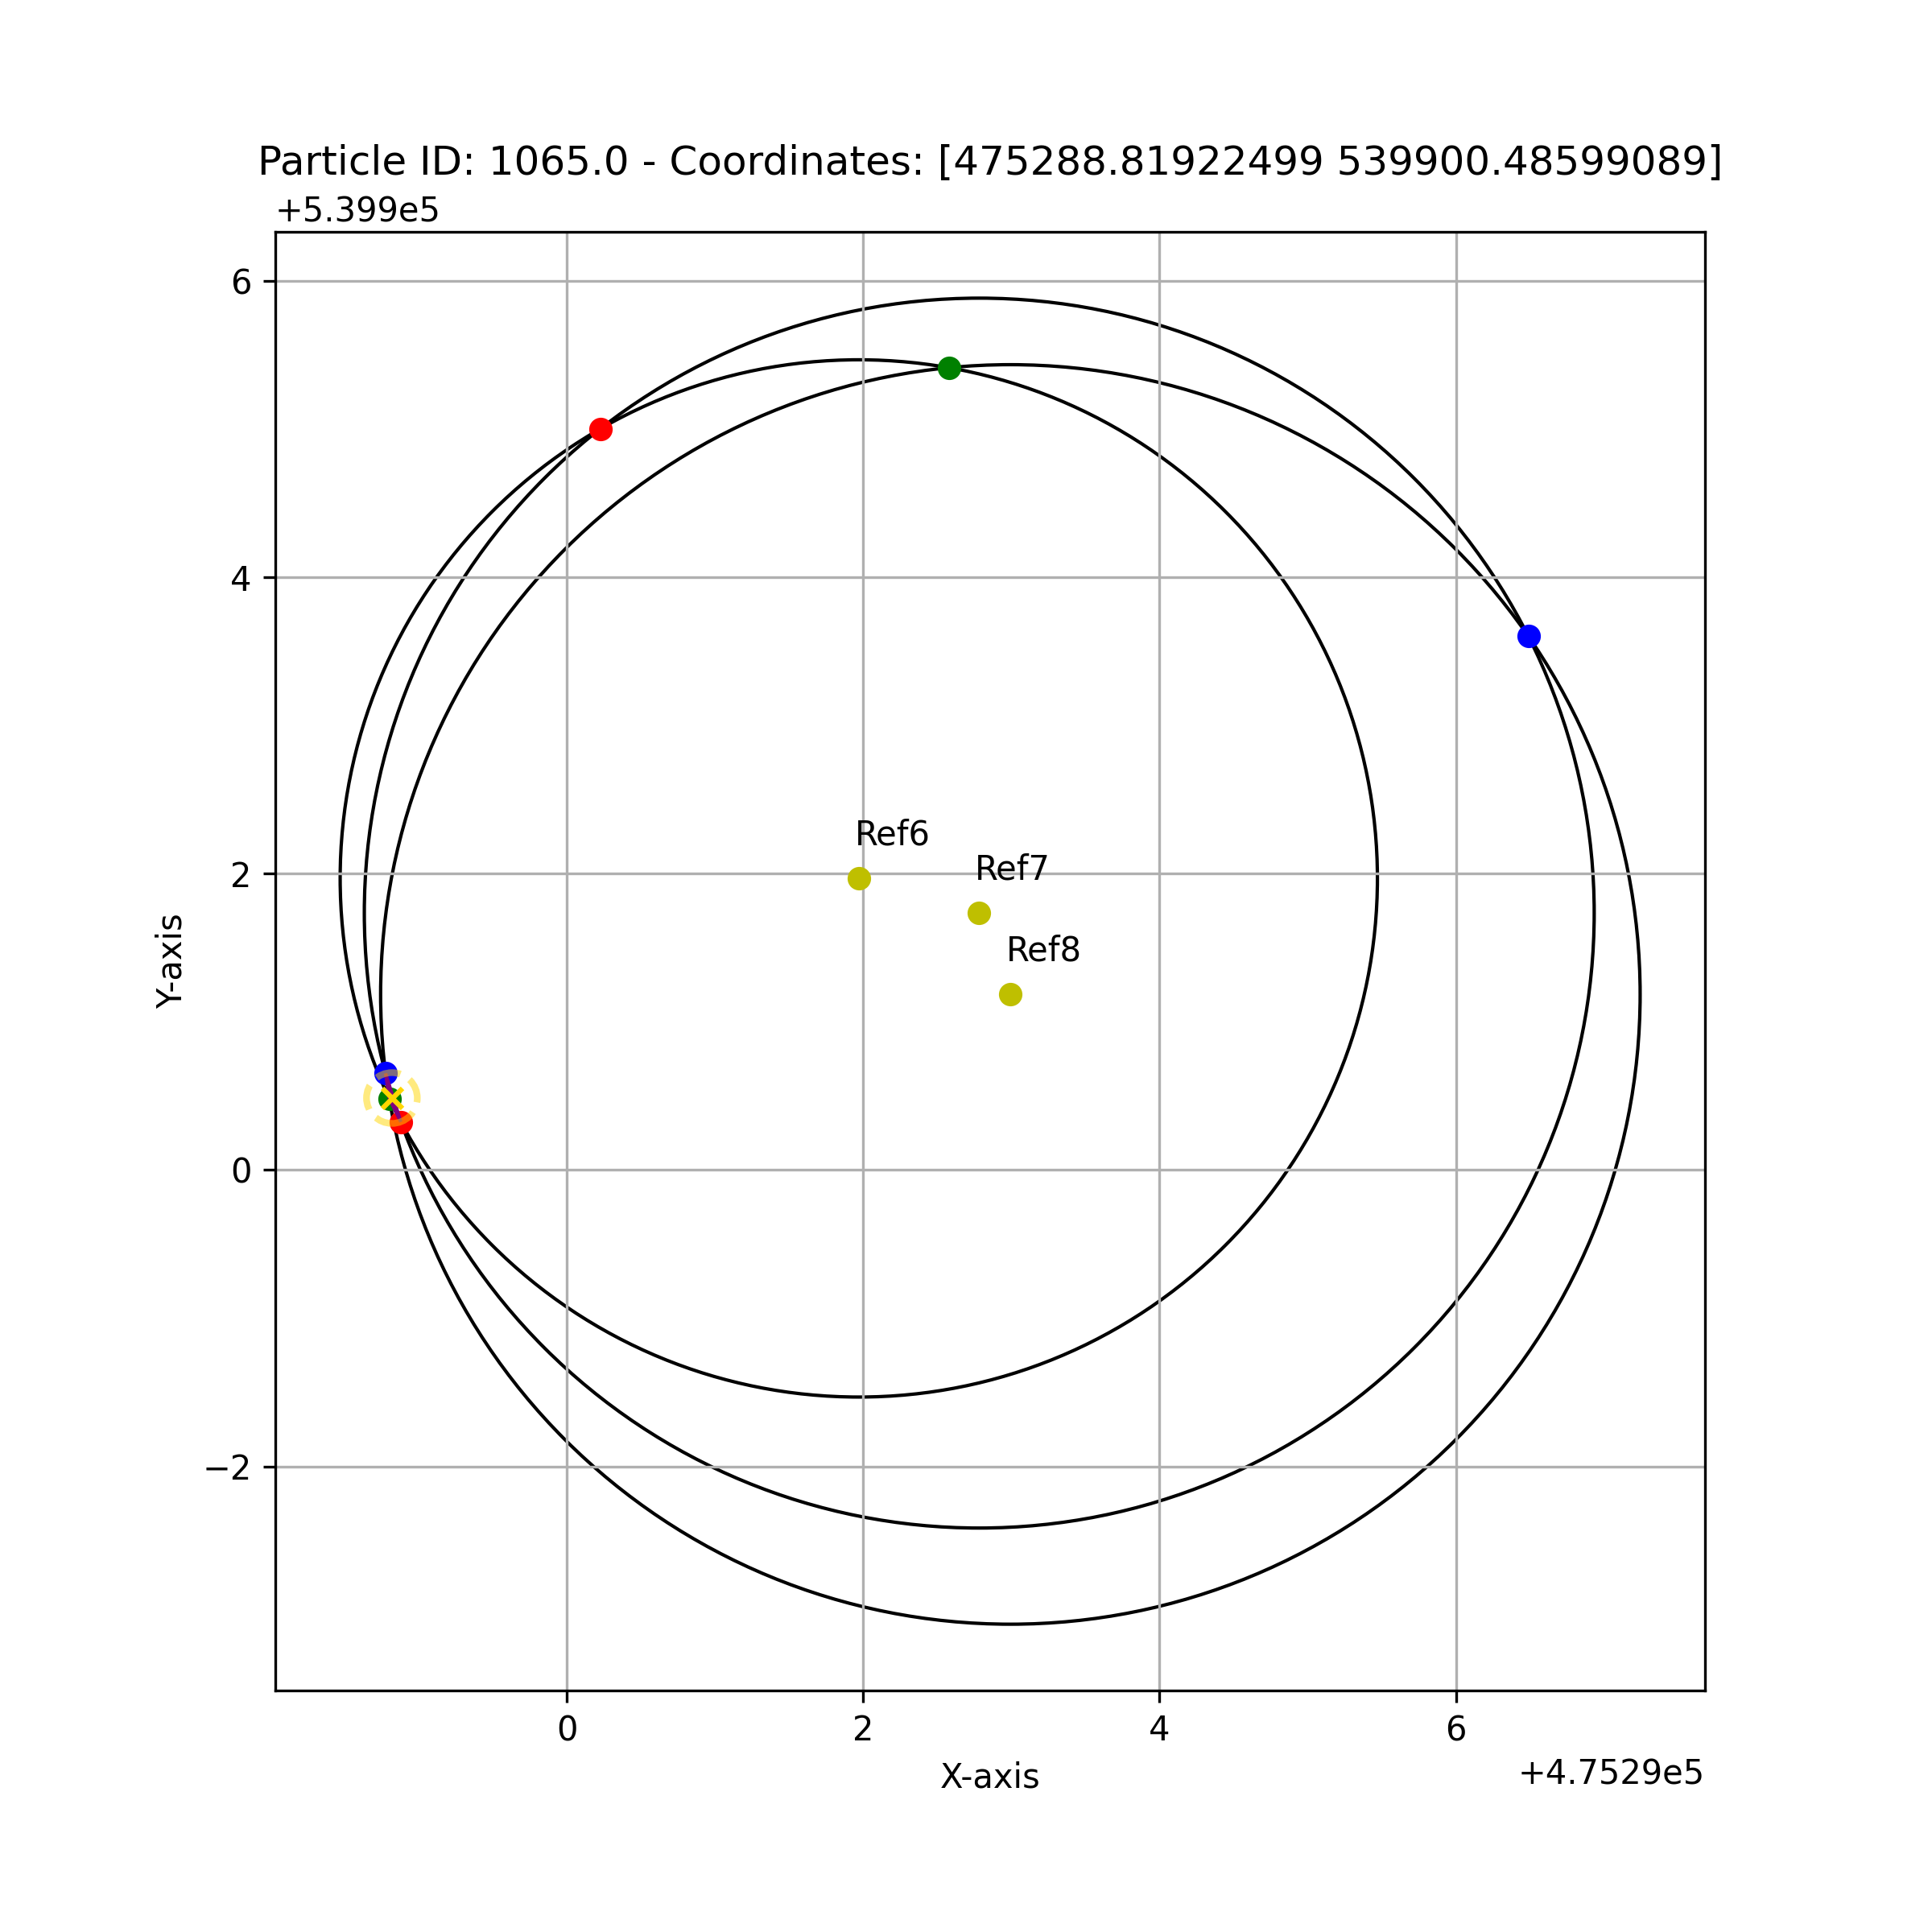 Particle ID: 1065.0 - Coordinates: [475288.81922499 539900.48599089]
+5.399e5
6
4
2
0
−2
Y-axis
Ref6
Ref7
Ref8
0 2 4 6
X-axis
+4.7529e5